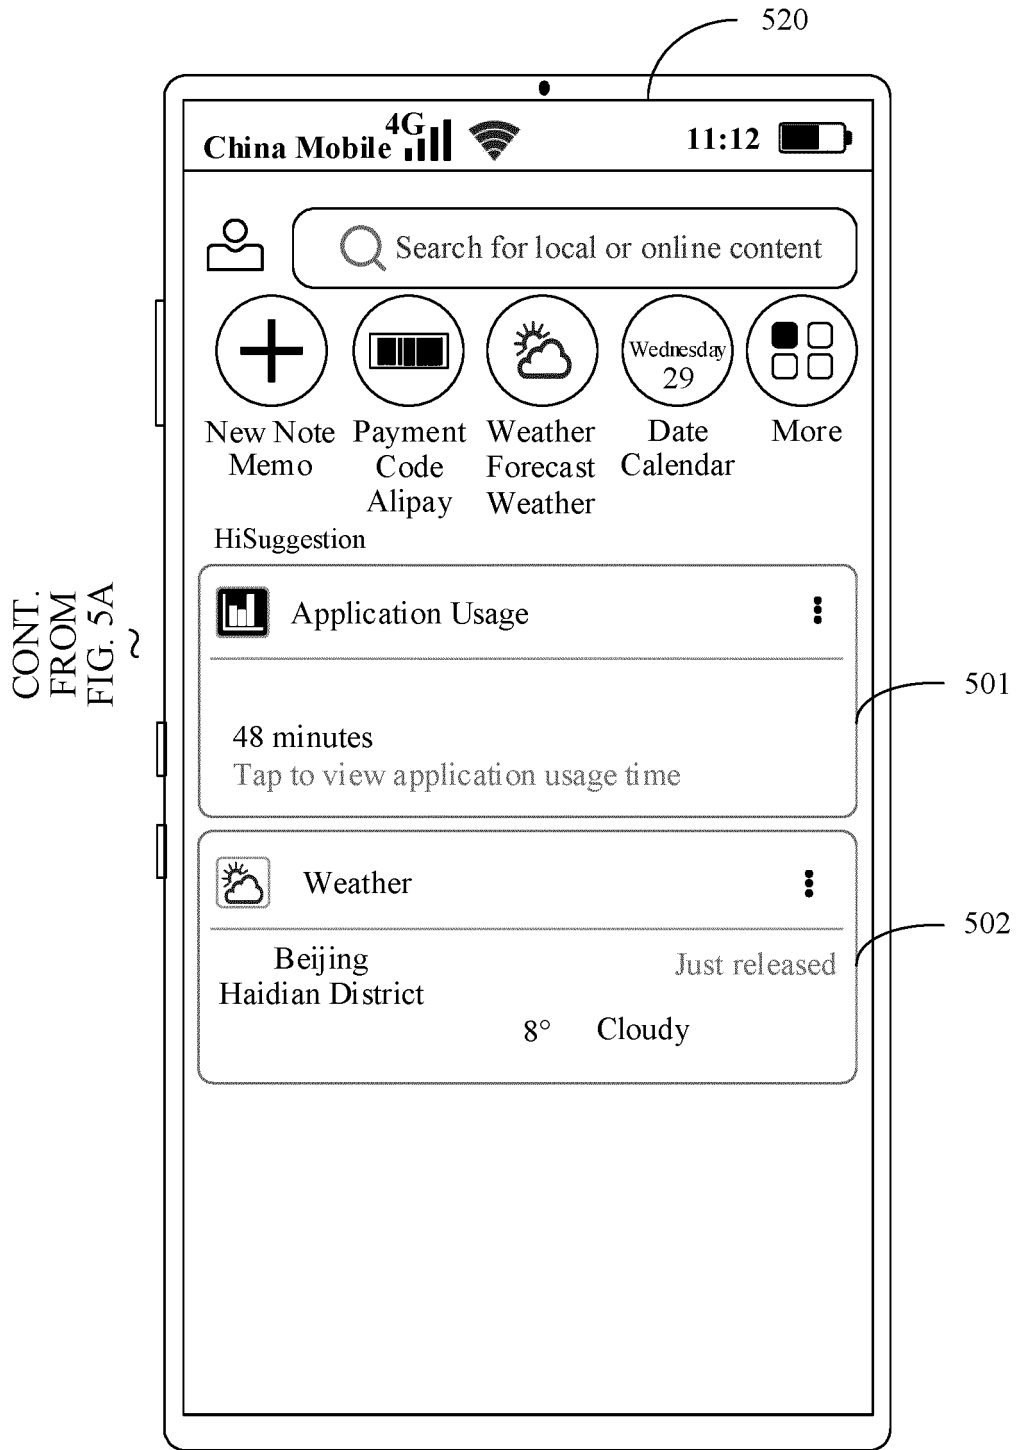 520
China Mobile 4G 11:12
Search for local or online content
Wednesday
29
New Note Payment Weather Date More
Memo Code Forecast Calendar
Alipay Weather
HiSuggestion
CONT.
FROM
FIG. 5A
~
Application Usage
501
48 minutes
Tap to view application usage time
Weather
502
Beijing Just released
Haidian District
8° Cloudy